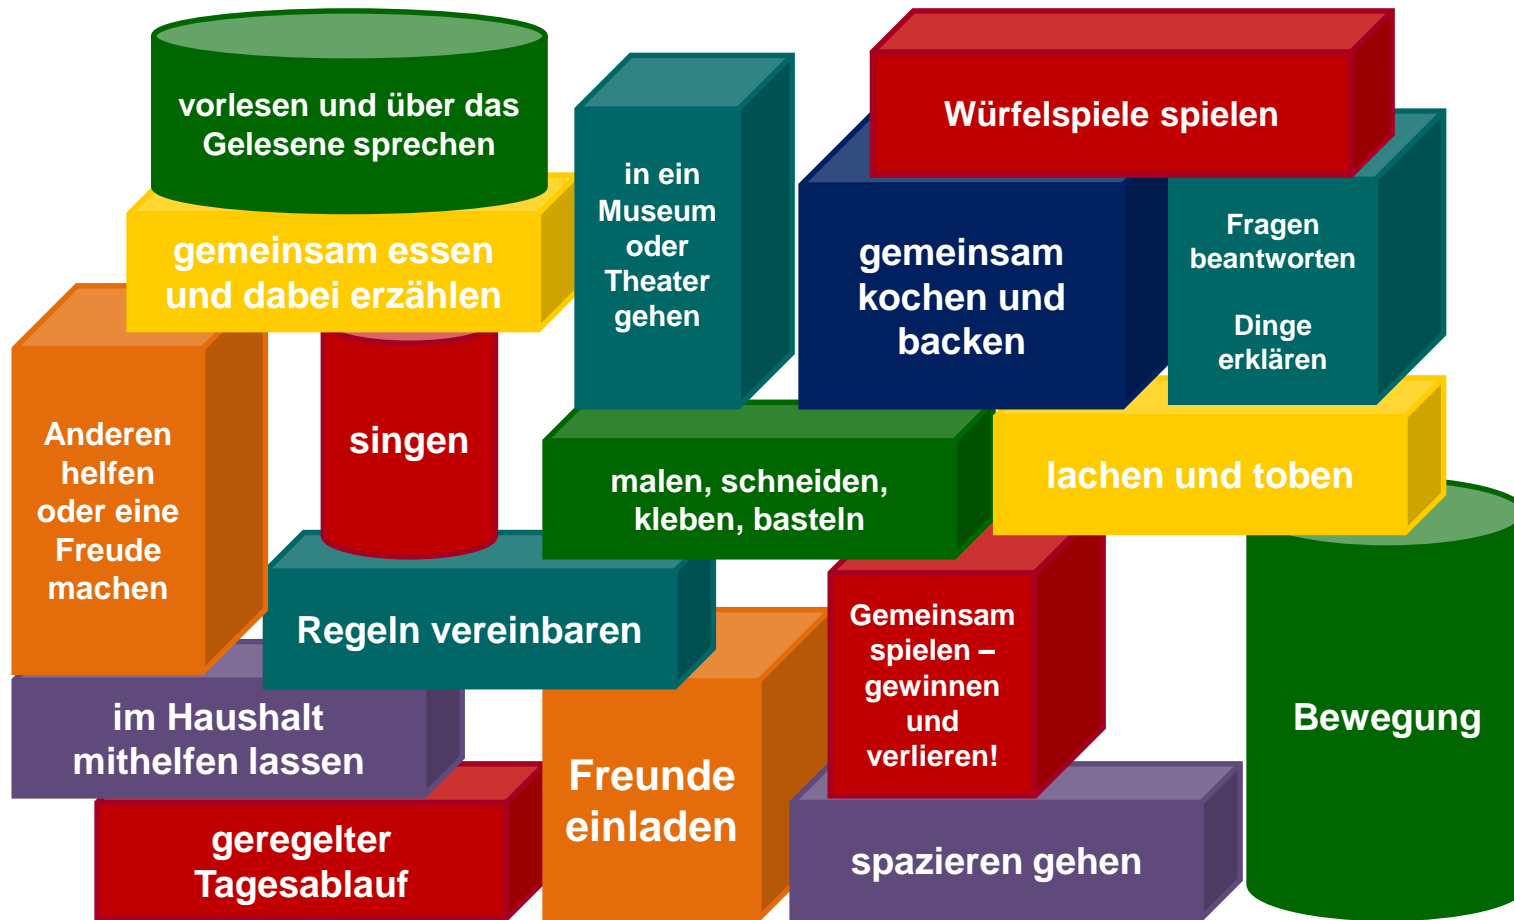 vorlesen und über das
Gelesene sprechen
Würfelspiele spielen
gemeinsam essen
und dabei erzählen
in ein
Museum
oder
Theater
gehen
gemeinsam
kochen und
backen
Fragen
beantworten
Dinge
erklären
Anderen
helfen
oder eine
Freude
machen
singen
malen, schneiden,
kleben, basteln
lachen und toben
Regeln vereinbaren
Gemeinsam
spielen –
gewinnen
und
verlieren!
Bewegung
im Haushalt
mithelfen lassen
Freunde
einladen
geregelter
Tagesablauf
spazieren gehen